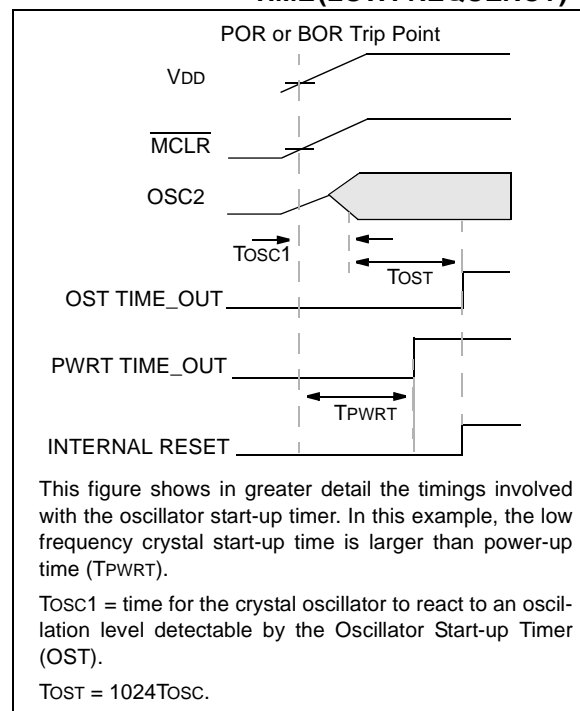 POR or BOR Trip Point
VDD
MCLR
OSC2
TOSC1
TOST
OST TIME_OUT
PWRT TIME_OUT
TPWRT
INTERNAL RESET
This figure shows in greater detail the timings involved
with the oscillator start-up timer. In this example, the low
frequency crystal start-up time is larger than power-up
time (TPWRT).
TOSC1 = time for the crystal oscillator to react to an oscil-
lation level detectable by the Oscillator Start-up Timer
(OST).
TOST = 1024TOSC.